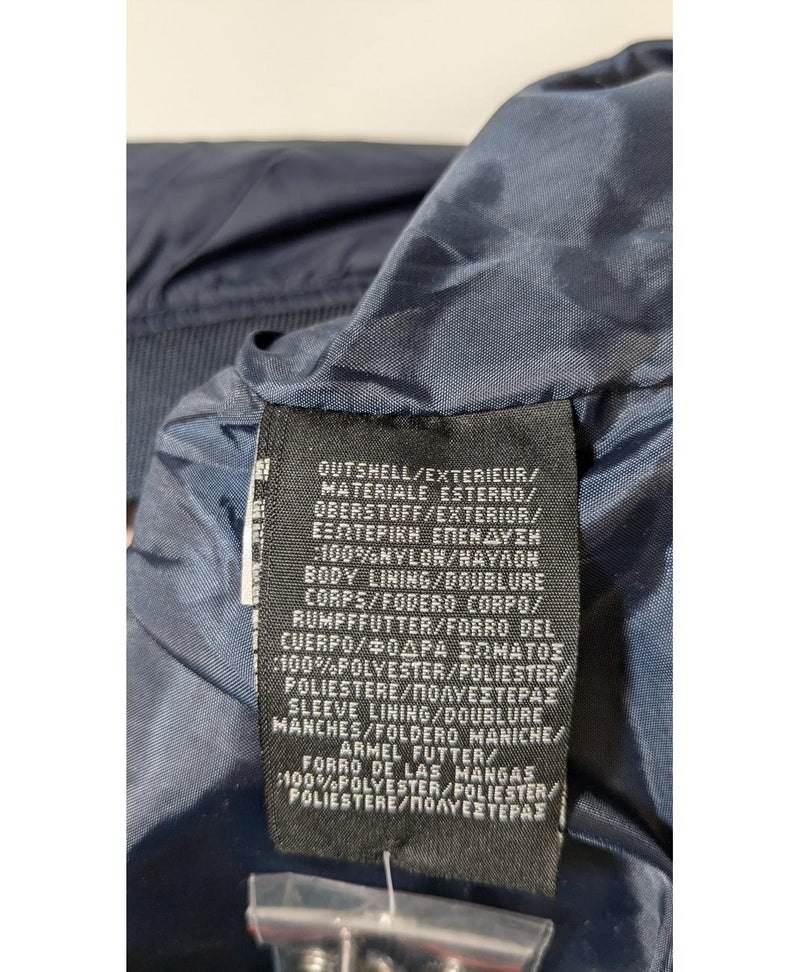 OUTSHELL/EXTERIEUR/
MATERIALE ESTERNO/
OBERSTOFF/EXTERIOR/
ΕΞΩΤΕΡΙΚΗ ΕΠΕΝΔΥΣΗ
:100%NYLON/ΝΑΥΛΟΝ
BODY LINING/DOUBLURE
CORPS/FODERO CORPO/
RUMPFFUTTER/FORRO DEL
CUERPO/ΦΟΔΡΑ ΣΩΜΑΤΟΣ
:100%POLYESTER/POLIESTER/
POLIESTERE/ΠΟΛΥΕΣΤΕΡΑΣ
SLEEVE LINING/DOUBLURE
MANCHES/FOLDERO MANICHE/
ARMEL FUTTER/
FORRO DE LAS MANGAS
:100%POLYESTER/POLIESTER/
POLIESTERE/ΠΟΛΥΕΣΤΕΡΑΣ